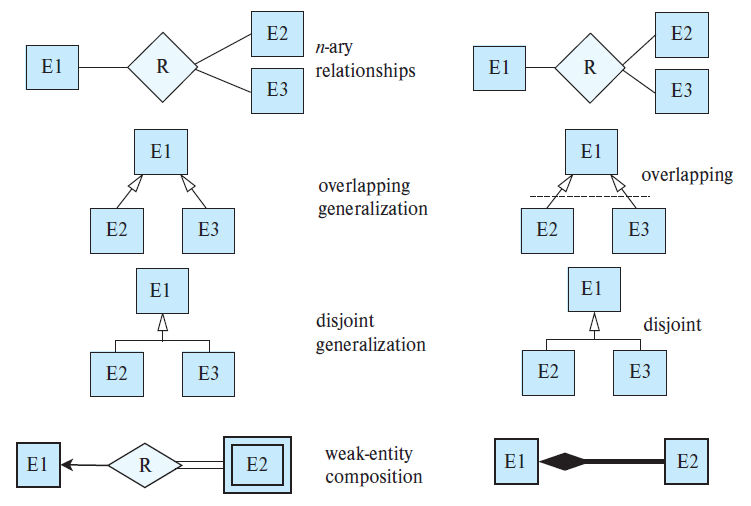 E1
R
E2
E3
n-ary
relationships
E1
R
E2
E3
E1
E2
E3
overlapping
generalization
E1
overlapping
E2
E3
E1
E2
E3
disjoint
generalization
E1
disjoint
E2
E3
E1
R
E2
weak-entity
composition
E1
E2